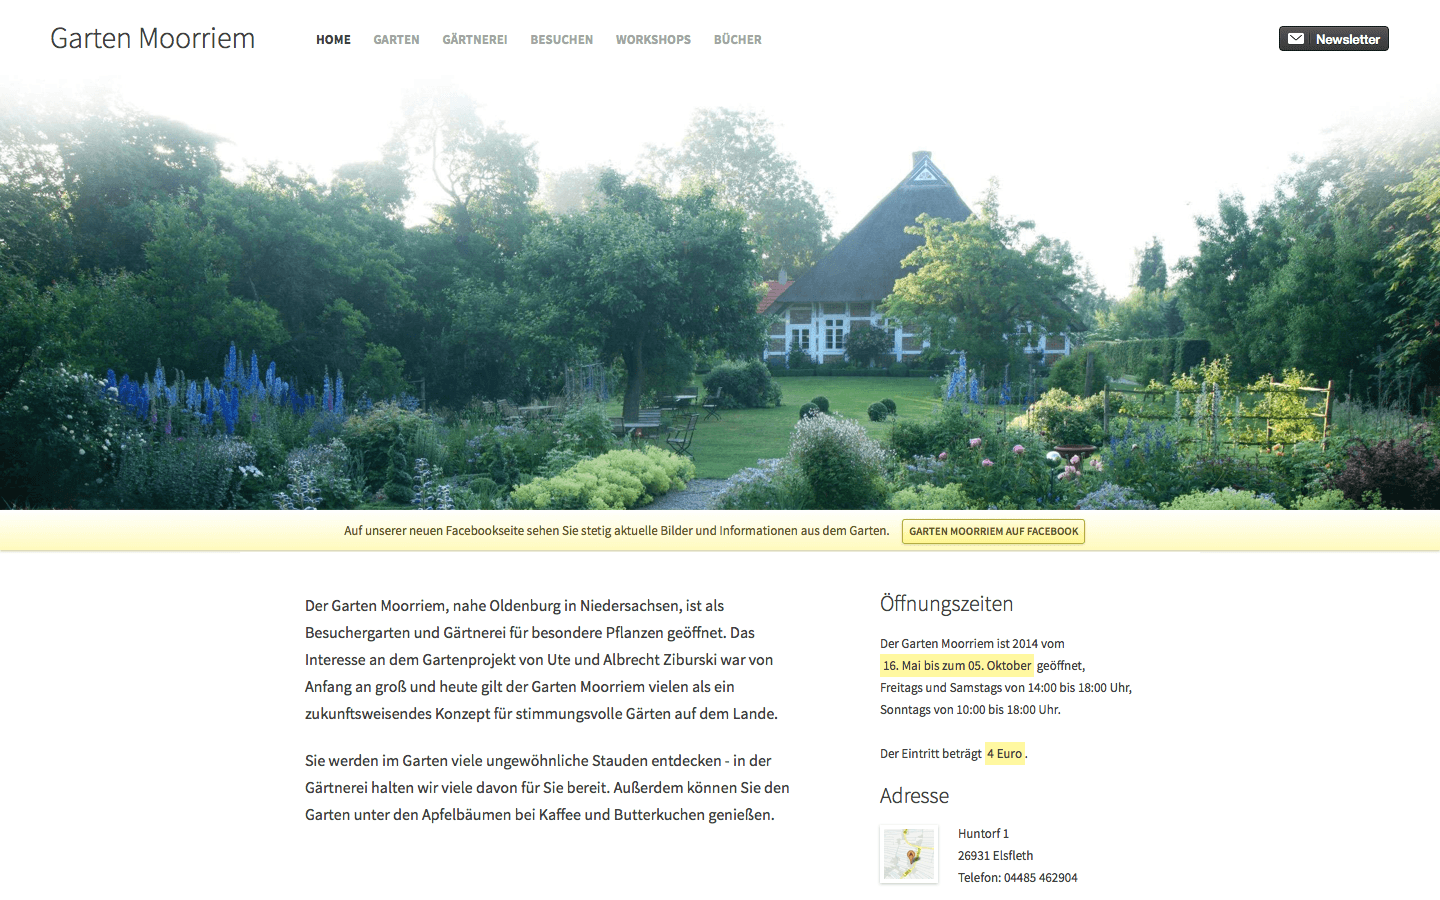 Garten Moorriem
HOME GARTEN GÄRTNEREI BESUCHEN WORKSHOPS BÜCHER
Newsletter
Auf unserer neuen Facebookseite sehen Sie stetig aktuelle Bilder und Informationen aus dem Garten.
GARTEN MOORRIEM AUF FACEBOOK
Der Garten Moorriem, nahe Oldenburg in Niedersachsen, ist als
Besuchergarten und Gärtnerei für besondere Pflanzen geöffnet. Das
Interesse an dem Gartenprojekt von Ute und Albrecht Ziburski war von
Anfang an groß und heute gilt der Garten Moorriem vielen als ein
zukunftsweisendes Konzept für stimmungsvolle Gärten auf dem Lande.
Sie werden im Garten viele ungewöhnliche Stauden entdecken - in der
Gärtnerei halten wir viele davon für Sie bereit. Außerdem können Sie den
Garten unter den Apfelbäumen bei Kaffee und Butterkuchen genießen.
Öffnungszeiten
Der Garten Moorriem ist 2014 vom
16. Mai bis zum 05. Oktober geöffnet,
Freitags und Samstags von 14:00 bis 18:00 Uhr,
Sonntags von 10:00 bis 18:00 Uhr.
Der Eintritt beträgt 4 Euro.
Adresse
Huntorf 1
26931 Elsfleth
Telefon: 04485 462904